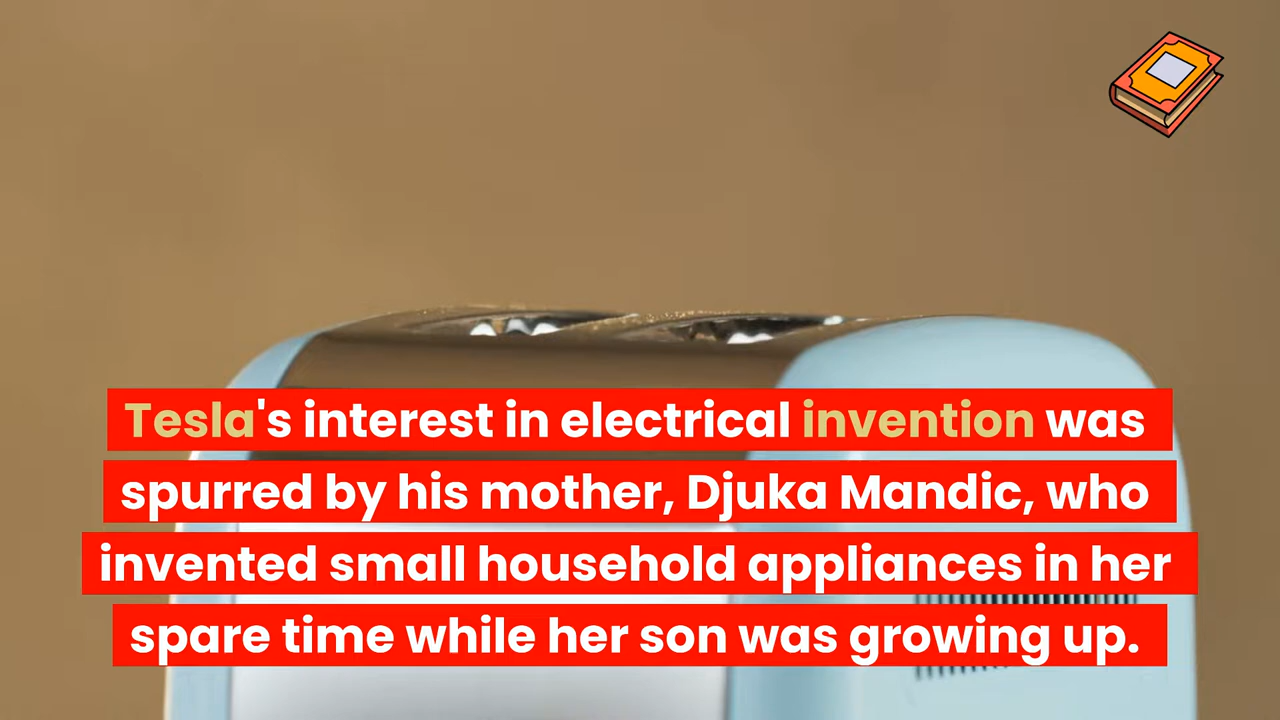 Tesla's interest in electrical invention was
spurred by his mother, Djuka Mandic, who
invented small household appliances in her
spare time while her son was growing up.